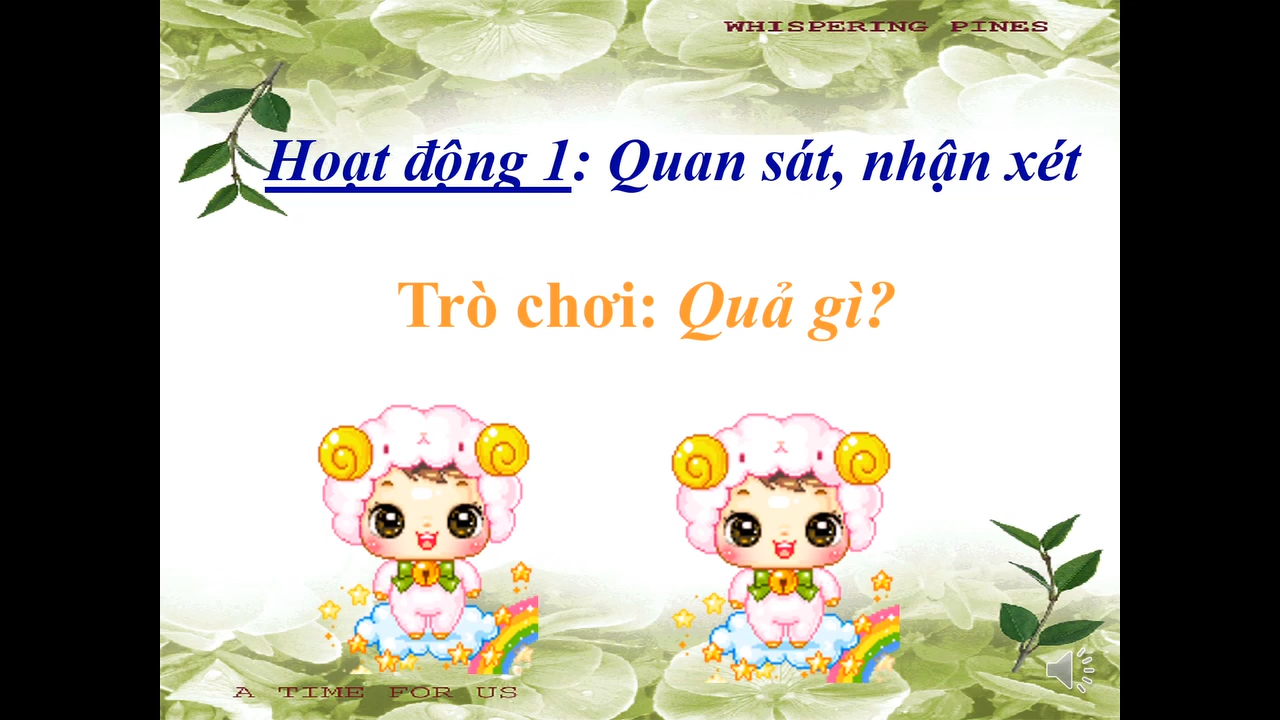 WHISPERING PINES
Hoạt động 1: Quan sát, nhận xét
Trò chơi: Quả gì?
A TIME FOR US